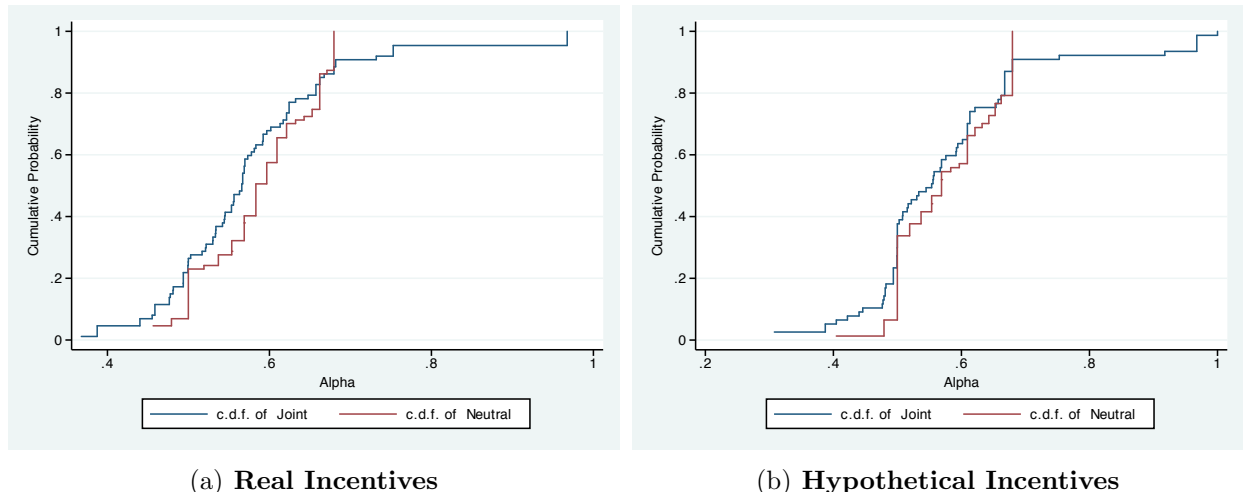 Cumulative Probability
1
.8
.6
.4
.2
0
.4 .6 .8 1
Alpha
c.d.f. of Joint c.d.f. of Neutral
(a) Real Incentives
Cumulative Probability
1
.8
.6
.4
.2
0
.2 .4 .6 .8 1
Alpha
c.d.f. of Joint c.d.f. of Neutral
(b) Hypothetical Incentives